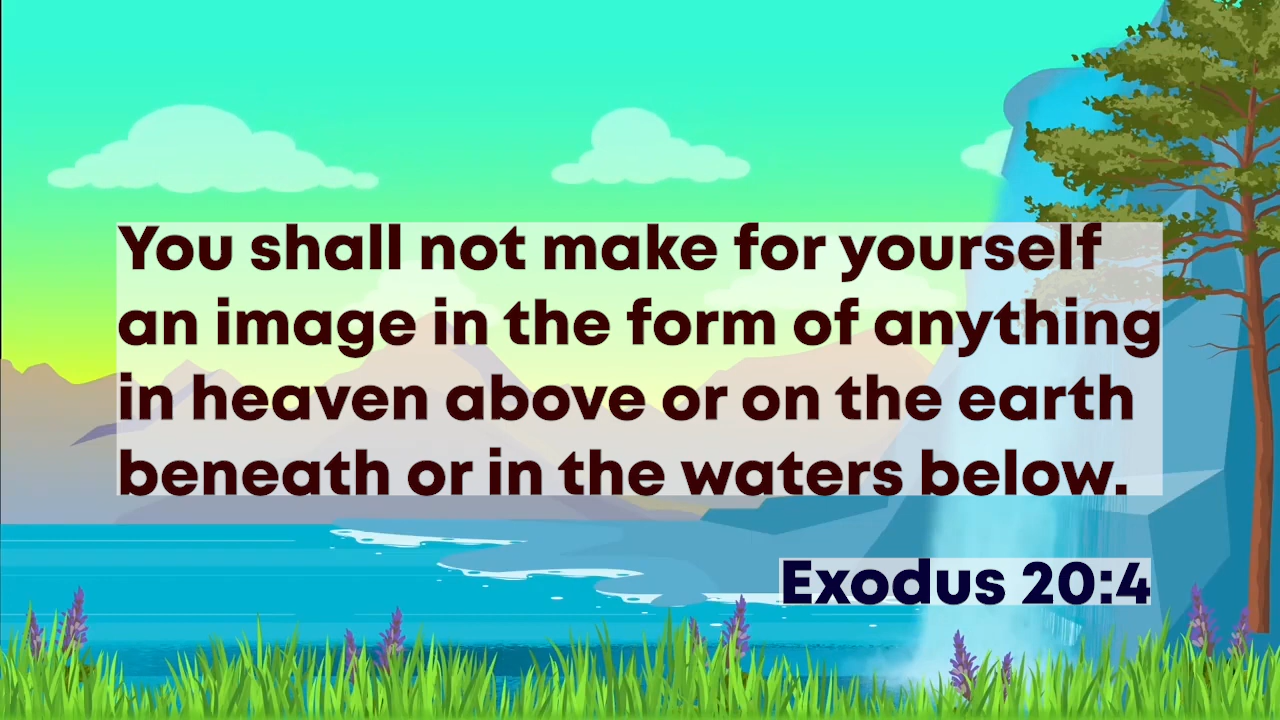 You shall not make for yourself
an image in the form of anything
in heaven above or on the earth
beneath or in the waters below.
Exodus 20:4